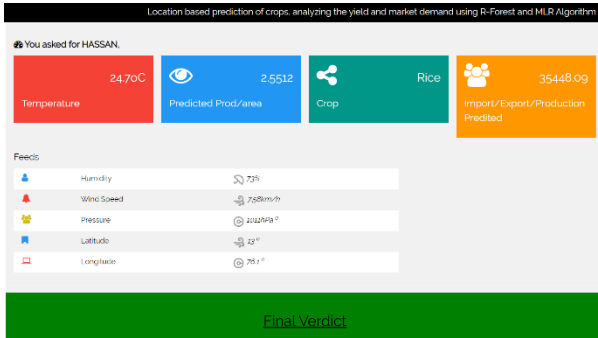 Location based prediction of crops, analyzing the yield and market demand using R-Forest and MLR Algorithm
You asked for HASSAN,
24.70C
Temperature
2.5512
Predicted Prod/area
Rice
Crop
35448.09
Import/Export/Production
Predited
Feeds
Humidity 73%
Wind Speed 7.58km/h
Pressure 1011hPa °
Latitude 13 °
Longitude 76.1 °
Final Verdict